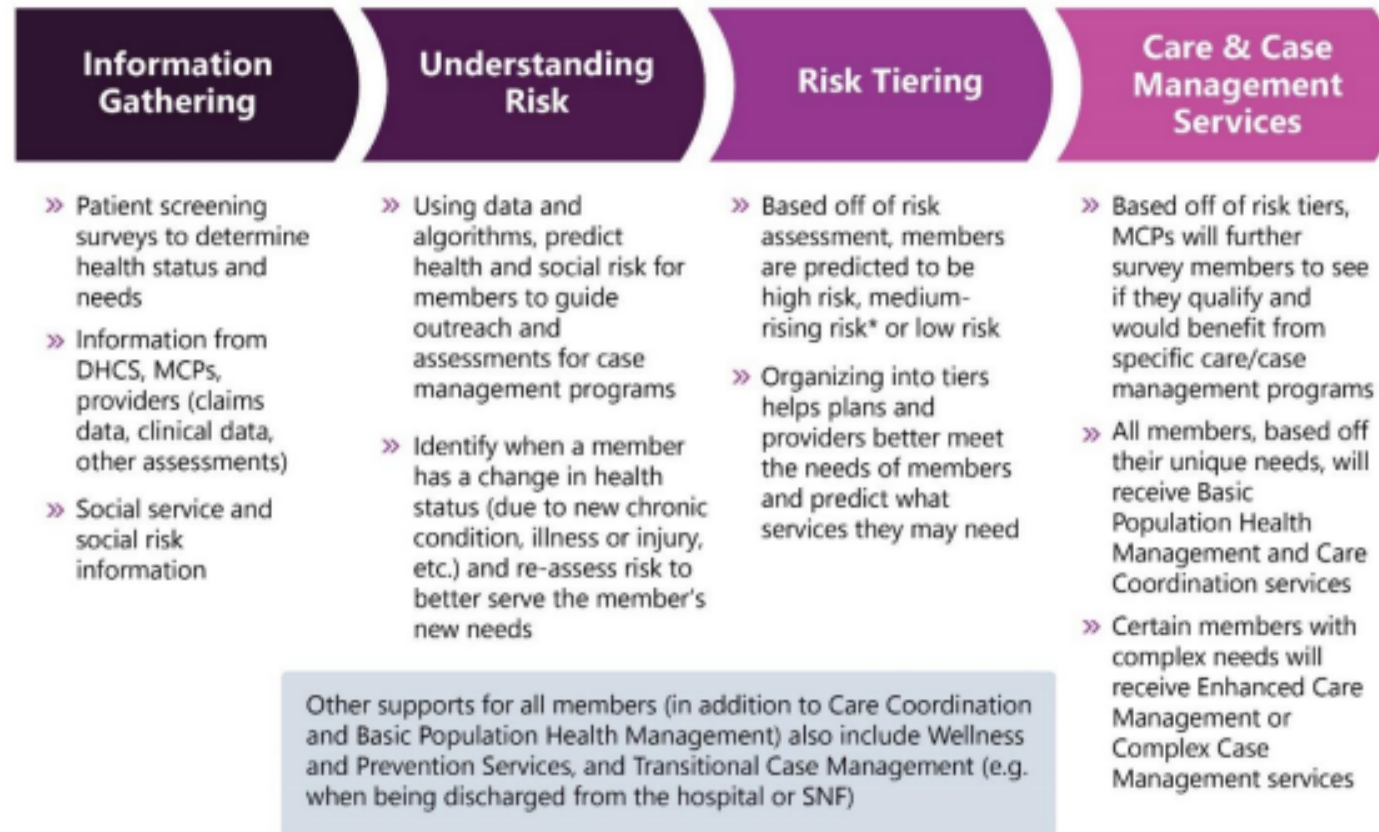 Information
Gathering
Understanding
Risk
Risk Tiering
Care & Case
Management
Services
» Patient screening
surveys to determine
health status and
needs
» Information from
DHCS, MCPs,
providers (claims
data, clinical data,
other assessments)
» Social service and
social risk
information
» Using data and
algorithms, predict
health and social risk for
members to guide
outreach and
assessments for case
management programs
» Identify when a member
has a change in health
status (due to new chronic
condition, illness or injury,
etc.) and re-assess risk to
better serve the member's
new needs
» Based off of risk
assessment, members
are predicted to be
high risk, medium-
rising risk* or low risk
» Organizing into tiers
helps plans and
providers better meet
the needs of members
and predict what
services they may need
» Based off of risk tiers,
MCPs will further
survey members to see
if they qualify and
would benefit from
specific care/case
management programs
» All members, based off
their unique needs, will
receive Basic
Population Health
Management and Care
Coordination services
» Certain members with
complex needs will
receive Enhanced Care
Management or
Complex Case
Management services
Other supports for all members (in addition to Care Coordination
and Basic Population Health Management) also include Wellness
and Prevention Services, and Transitional Case Management (e.g.
when being discharged from the hospital or SNF)